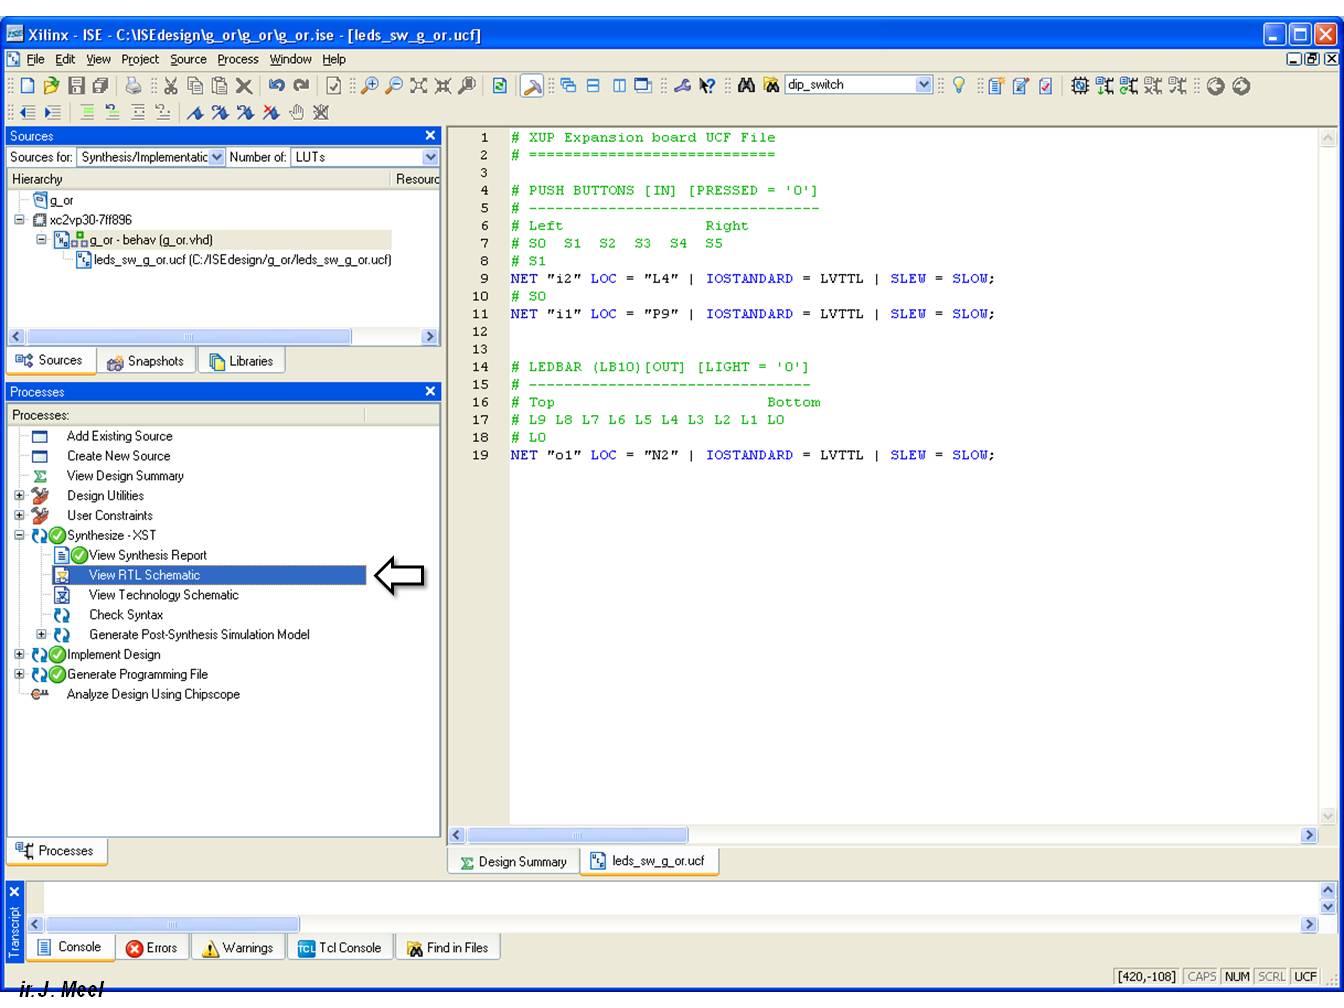 Xilinx - ISE - C:\ISEdesign\g_or\g_or\g_or.ise - [leds_sw_g_or.ucf]
File Edit View Project Source Process Window Help
dip_switch
Sources
Sources for: Synthesis/Implementatic Number of: LUTs
Hierarchy Resourc
g_or
xc2vp30-7ff896
g_or - behav (g_or.vhd)
leds_sw_g_or.ucf (C:/ISEdesign/g_or/leds_sw_g_or.ucf)
Sources Snapshots Libraries
Processes
Processes:
Add Existing Source
Create New Source
View Design Summary
Design Utilities
User Constraints
Synthesize - XST
View Synthesis Report
View RTL Schematic
View Technology Schematic
Check Syntax
Generate Post-Synthesis Simulation Model
Implement Design
Generate Programming File
Analyze Design Using Chipscope
Processes
1 # XUP Expansion board UCF File
2 # ============================
3
4 # PUSH BUTTONS [IN] [PRESSED = '0']
5 # ---------------------------------
6 # Left Right
7 # S0 S1 S2 S3 S4 S5
8 # S1
9 NET "i2" LOC = "L4" | IOSTANDARD = LVTTL | SLEW = SLOW;
10 # S0
11 NET "i1" LOC = "P9" | IOSTANDARD = LVTTL | SLEW = SLOW;
12
13
14 # LEDBAR (LB10)[OUT] [LIGHT = '0']
15 # --------------------------------
16 # Top Bottom
17 # L9 L8 L7 L6 L5 L4 L3 L2 L1 L0
18 # L0
19 NET "o1" LOC = "N2" | IOSTANDARD = LVTTL | SLEW = SLOW;
Design Summary leds_sw_g_or.ucf
Transcript
Console Errors Warnings TCL Tcl Console Find in Files
[420,-108] CAPS NUM SCRL UCF
ir. J. Meel